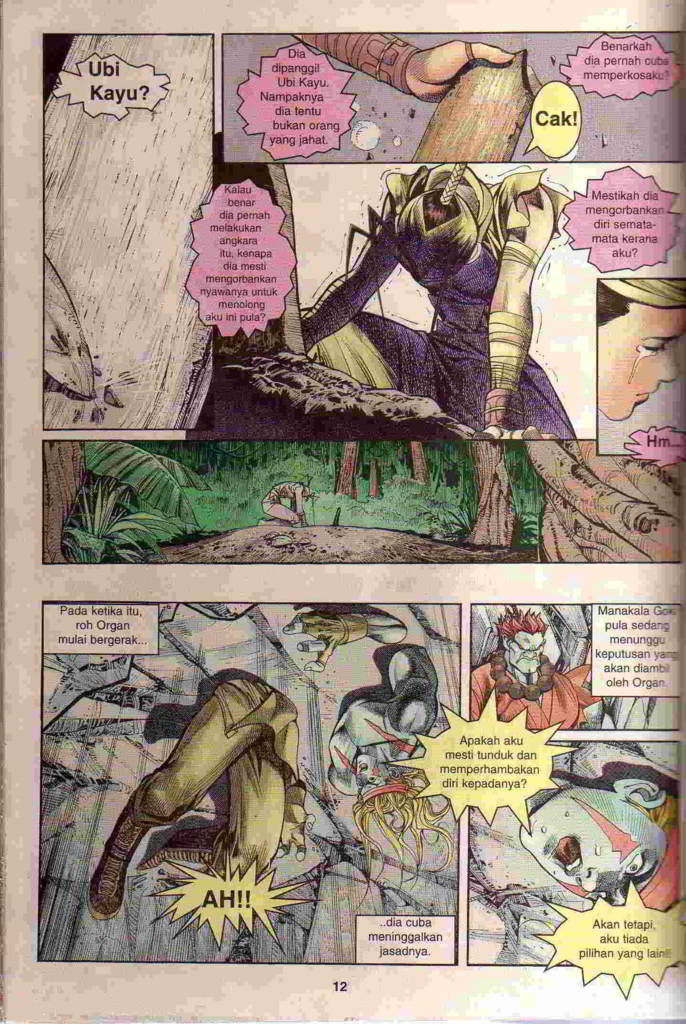 Ubi
Kayu?
Dia
dipanggil
Ubi Kayu.
Nampaknya
dia tentu
bukan orang
yang jahat.
Benarkah
dia pernah cuba
memperkosaku?
Cak!
Kalau
benar
dia pernah
melakukan
angkara
itu, kenapa
dia mesti
mengorbankan
nyawanya untuk
menolong
aku ini pula?
Mestikah dia
mengorbankan
diri semata-
mata kerana
aku?
Hm...
Pada ketika itu,
roh Organ
mulai bergerak...
Manakala
pula sedang
menunggu
keputusan yang
akan diambil
oleh Organ.
Apakah aku
mesti tunduk dan
memperhambakan
diri kepadanya?
AH!!
..dia cuba
meninggalkan
jasadnya.
Akan tetapi,
aku tiada
pilihan yang lain!!
12